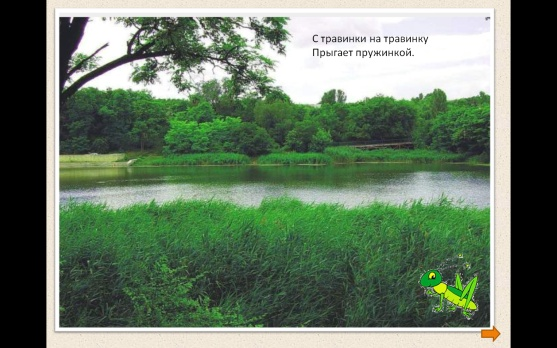 С травинки на травинку
Прыгает пружинкой.